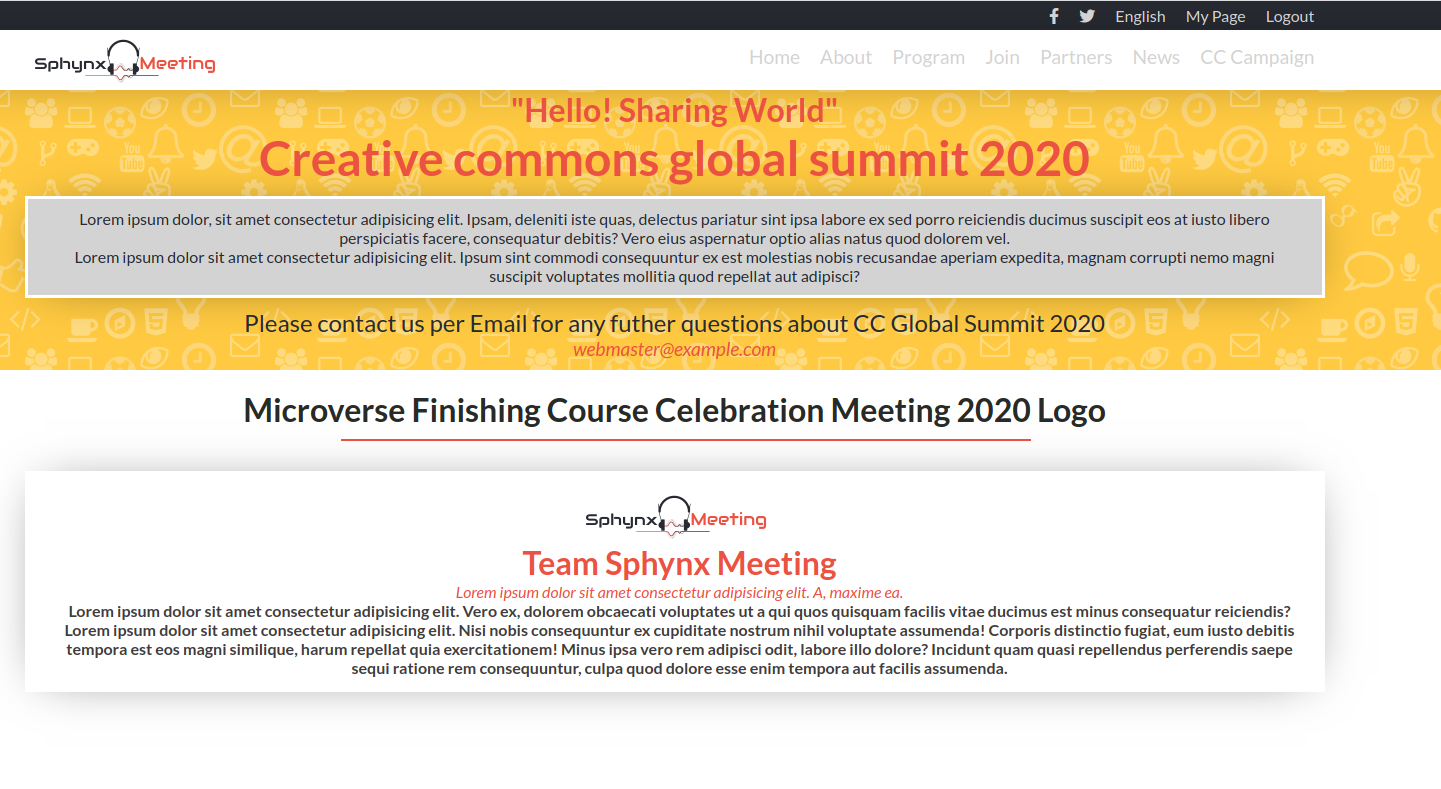 English My Page Logout
Sphynx Meeting
Home About Program Join Partners News CC Campaign
"Hello! Sharing World"
Creative commons global summit 2020
Lorem ipsum dolor, sit amet consectetur adipisicing elit. Ipsam, deleniti iste quas, delectus pariatur sint ipsa labore ex sed porro reiciendis ducimus suscipit eos at iusto libero
perspiciatis facere, consequatur debitis? Vero eius aspernatur optio alias natus quod dolorem vel.
Lorem ipsum dolor sit amet consectetur adipisicing elit. Ipsum sint commodi consequuntur ex est molestias nobis recusandae aperiam expedita, magnam corrupti nemo magni
suscipit voluptates mollitia quod repellat aut adipisci?
Please contact us per Email for any futher questions about CC Global Summit 2020
webmaster@example.com
Microverse Finishing Course Celebration Meeting 2020 Logo
Sphynx Meeting
Team Sphynx Meeting
Lorem ipsum dolor sit amet consectetur adipisicing elit. A, maxime ea.
Lorem ipsum dolor sit amet consectetur adipisicing elit. Vero ex, dolorem obcaecati voluptates ut a qui quos quisquam facilis vitae ducimus est minus consequatur reiciendis?
Lorem ipsum dolor sit amet consectetur adipisicing elit. Nisi nobis consequuntur ex cupiditate nostrum nihil voluptate assumenda! Corporis distinctio fugiat, eum iusto debitis
tempora est eos magni similique, harum repellat quia exercitationem! Minus ipsa vero rem adipisci odit, labore illo dolore? Incidunt quam quasi repellendus perferendis saepe
sequi ratione rem consequuntur, culpa quod dolore esse enim tempora aut facilis assumenda.